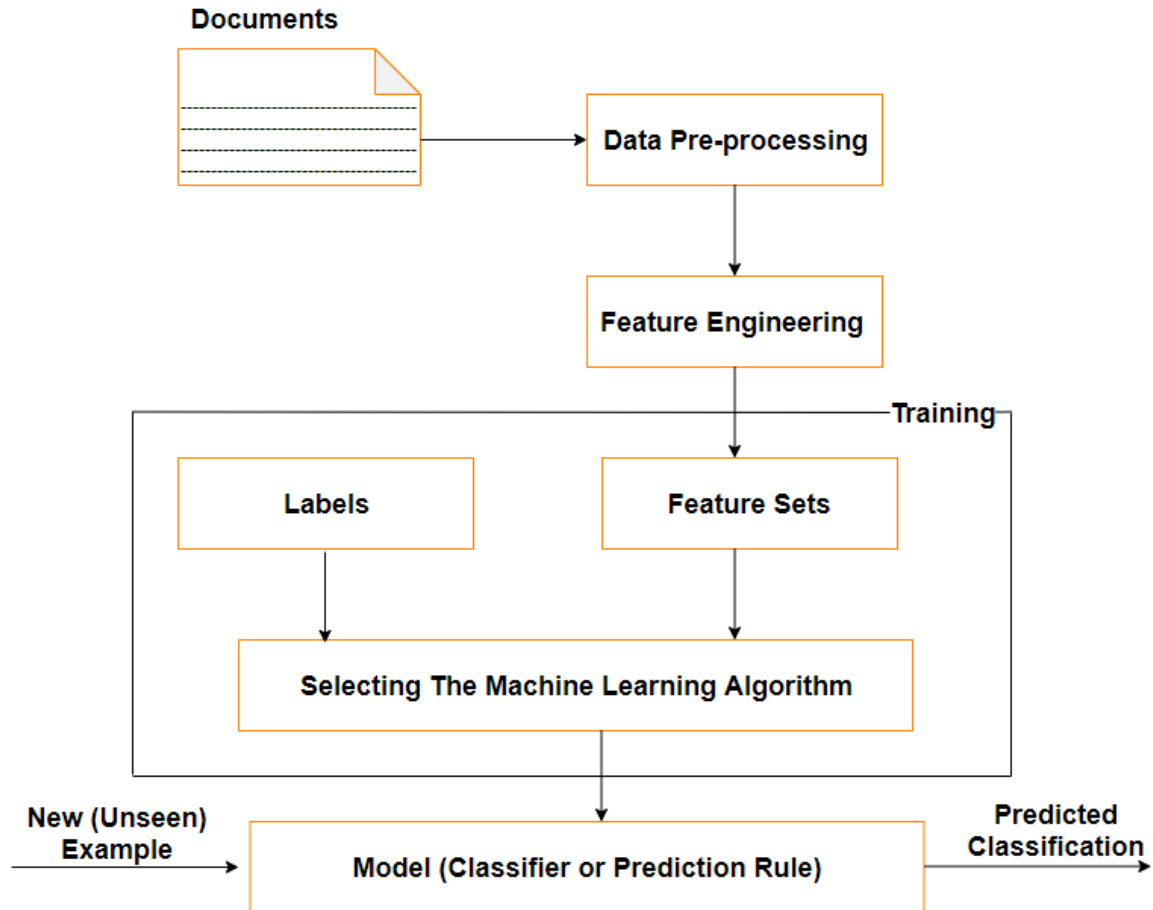 Documents
Data Pre-processing
Feature Engineering
Training
Labels
Feature Sets
Selecting The Machine Learning Algorithm
New (Unseen)
Example
Model (Classifier or Prediction Rule)
Predicted
Classification